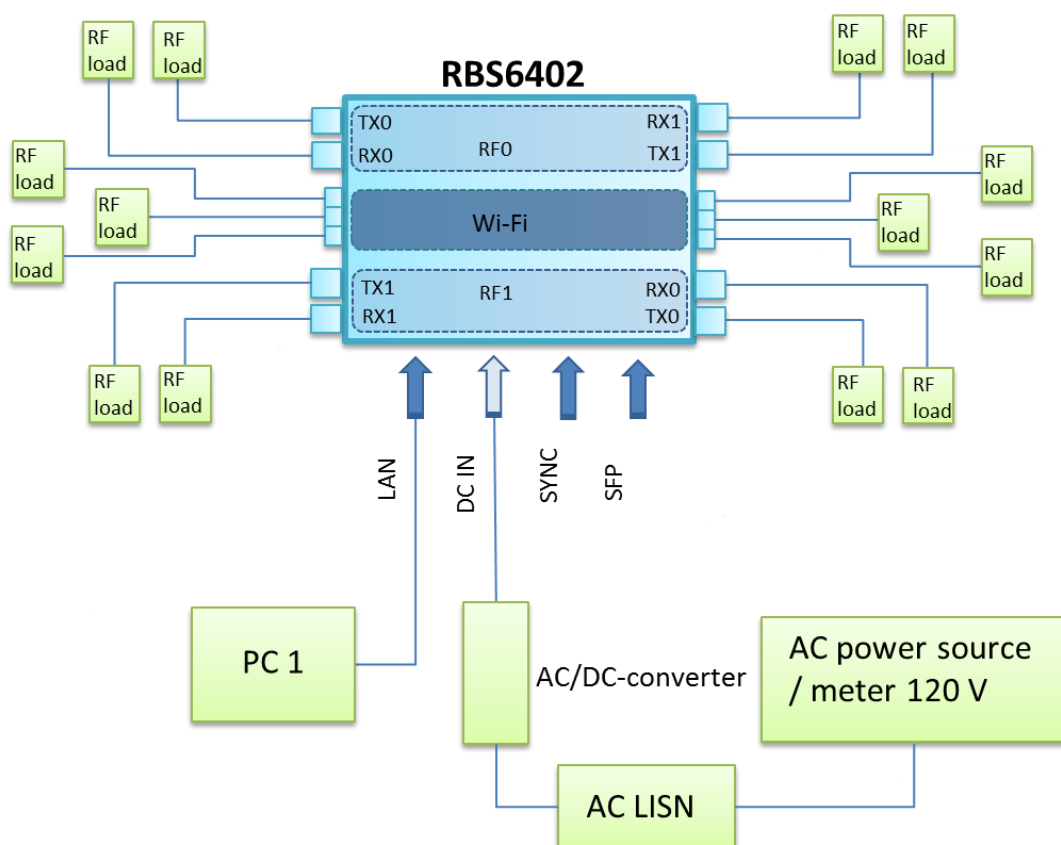 RF
load
RF
load
RF
load
RF
load
RBS6402
TX0
RX0
RF0
RX1
TX1
RF
load
RF
load
RF
load
Wi-Fi
RF
load
RF
load
RF
load
TX1
RX1
RF1
RX0
TX0
RF
load
RF
load
RF
load
RF
load
LAN
DC IN
SYNC
SFP
PC 1
AC/DC-converter
AC power source
/ meter 120 V
AC LISN